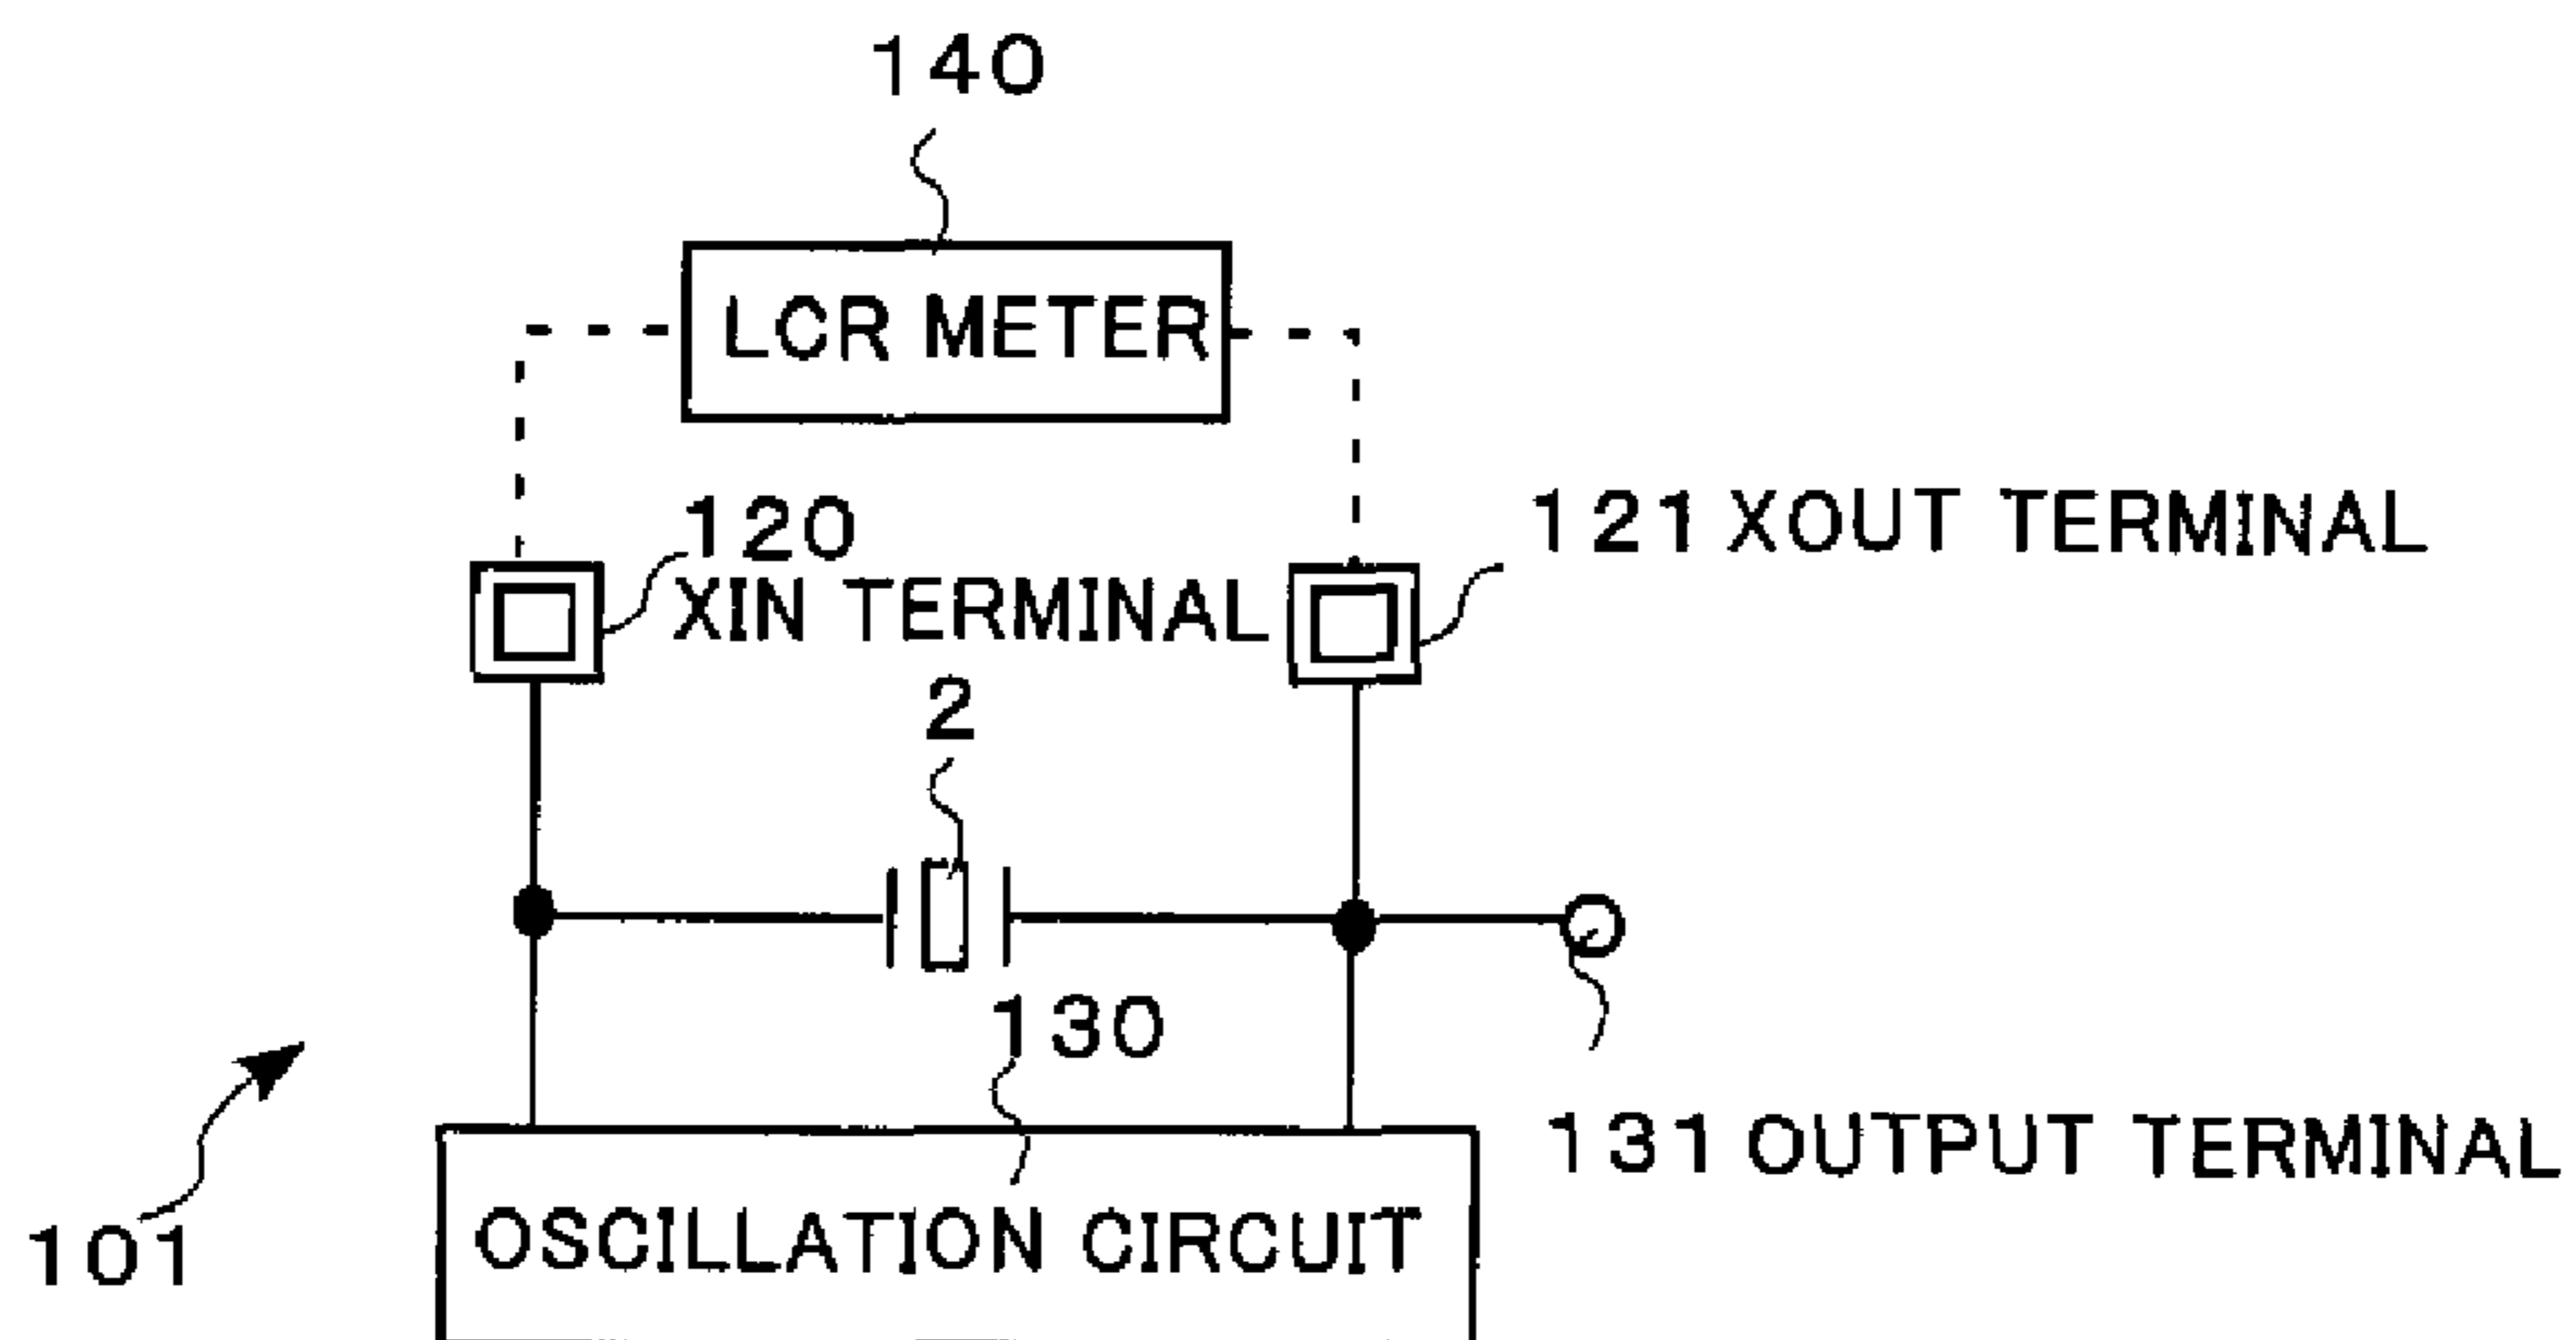 140
LCR METER
120
XIN TERMINAL
121 XOUT TERMINAL
2
130
131 OUTPUT TERMINAL
101
OSCILLATION CIRCUIT